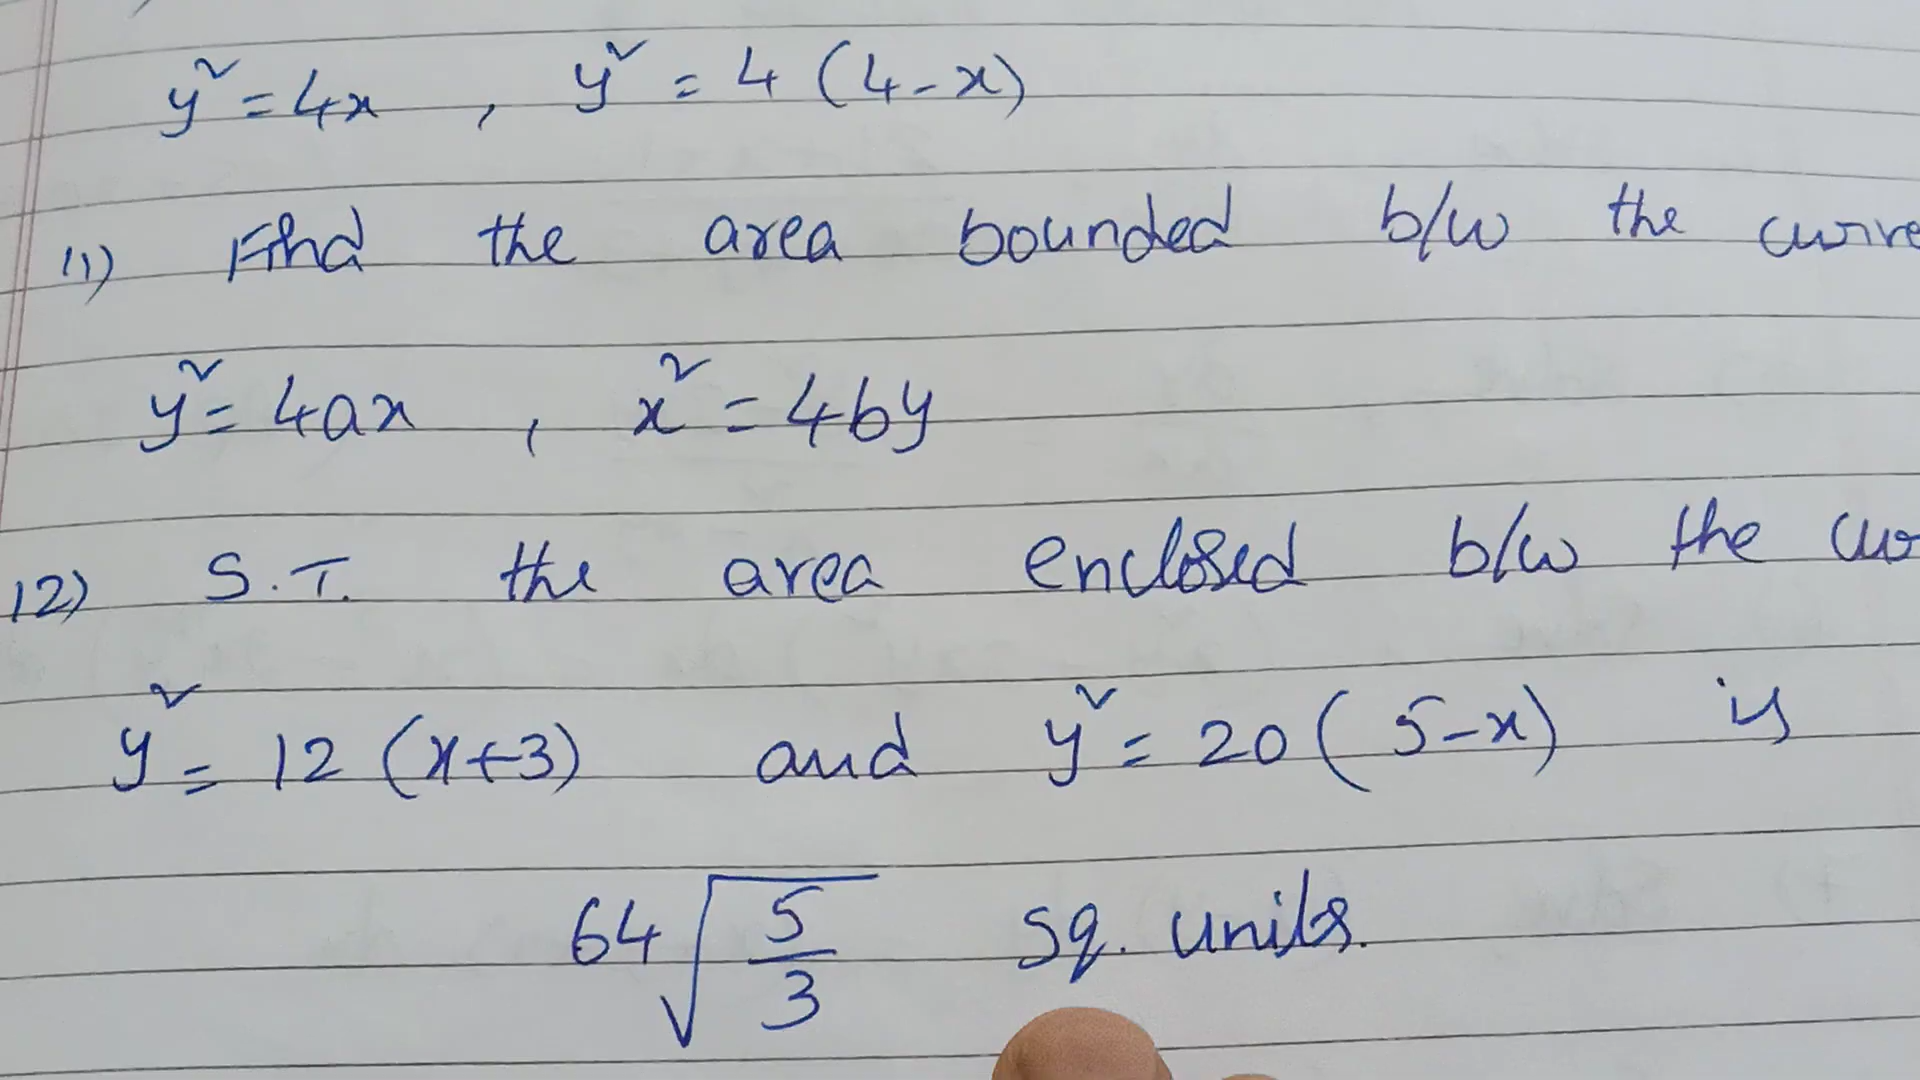 y² = 4x , y² = 4 (4-x)
11) Find the area bounded b/w the curve
y² = 4ax , x² = 4by
12) S.T. the area enclosed b/w the
y² = 12 (x+3) and y² = 20 (5-x) is
64√(5/3) sq. units.